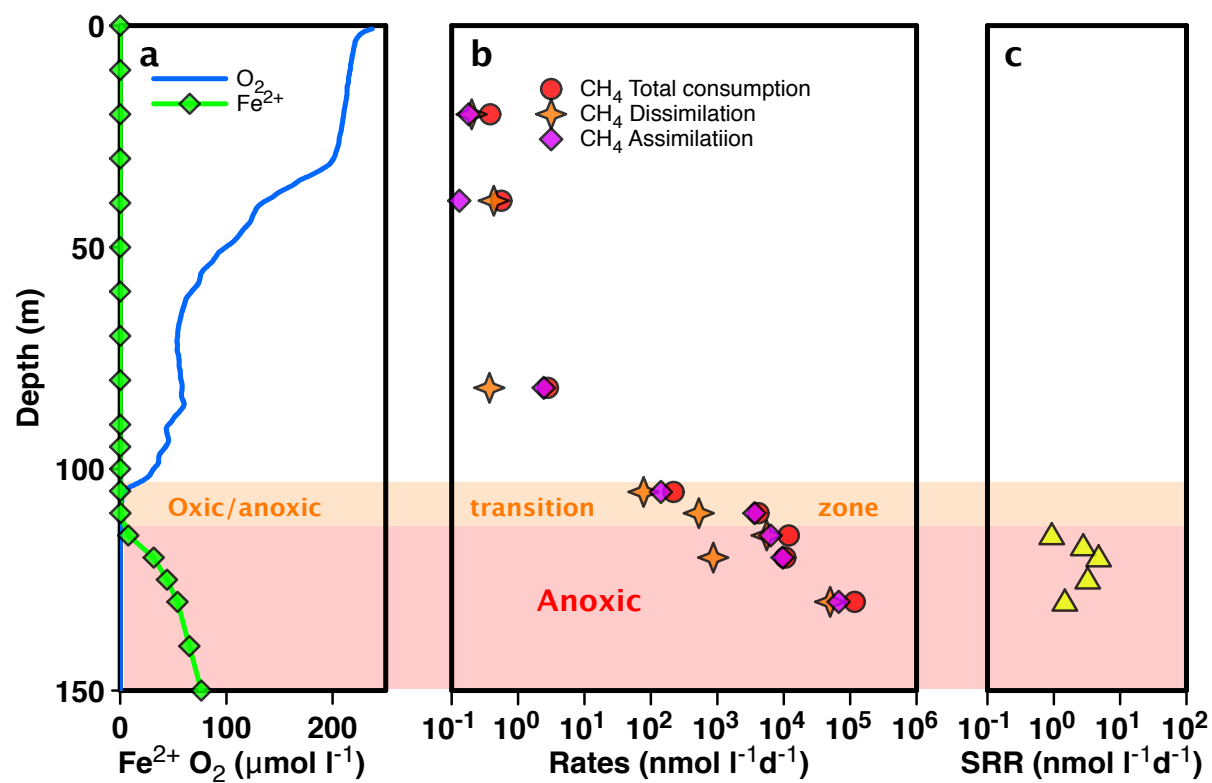 a
O₂
Fe²⁺
b
CH₄ Total consumption
CH₄ Dissimilation
CH₄ Assimilatiion
c
0
50
100
150
Depth (m)
Oxic/anoxic transition zone
Anoxic
0 100 200
Fe²⁺ O₂ (μmol l⁻¹)
10⁻¹ 10⁰ 10¹ 10² 10³ 10⁴ 10⁵ 10⁶
Rates (nmol l⁻¹d⁻¹)
10⁻¹ 10⁰ 10¹ 10²
SRR (nmol l⁻¹d⁻¹)